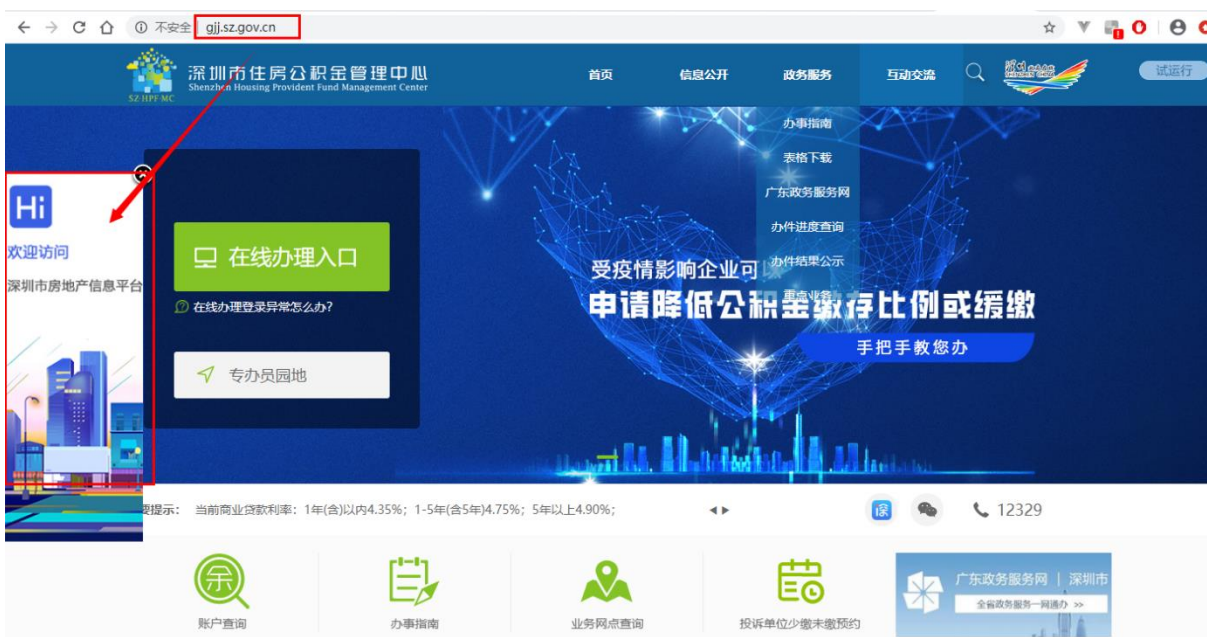 不安全 gjj.sz.gov.cn
深圳市住房公积金管理中心
Shenzhen Housing Provident Fund Management Center
SZ HPF MC
首页 信息公开 政务服务 互动交流
试运行
办事指南
表格下载
广东政务服务网
办件进度查询
办件结果公示
重点业务
Hi
欢迎访问
深圳市房地产信息平台
在线办理入口
在线办理登录异常怎么办?
专办员园地
受疫情影响企业可
申请降低公积金缴存比例或缓缴
手把手教您办
要提示: 当前商业贷款利率: 1年(含)以内4.35%; 1-5年(含5年)4.75%; 5年以上4.90%;
12329
余
账户查询
办事指南
业务网点查询
投诉单位少缴未缴预约
广东政务服务网 | 深圳市
全省政务服务一网通办 >>